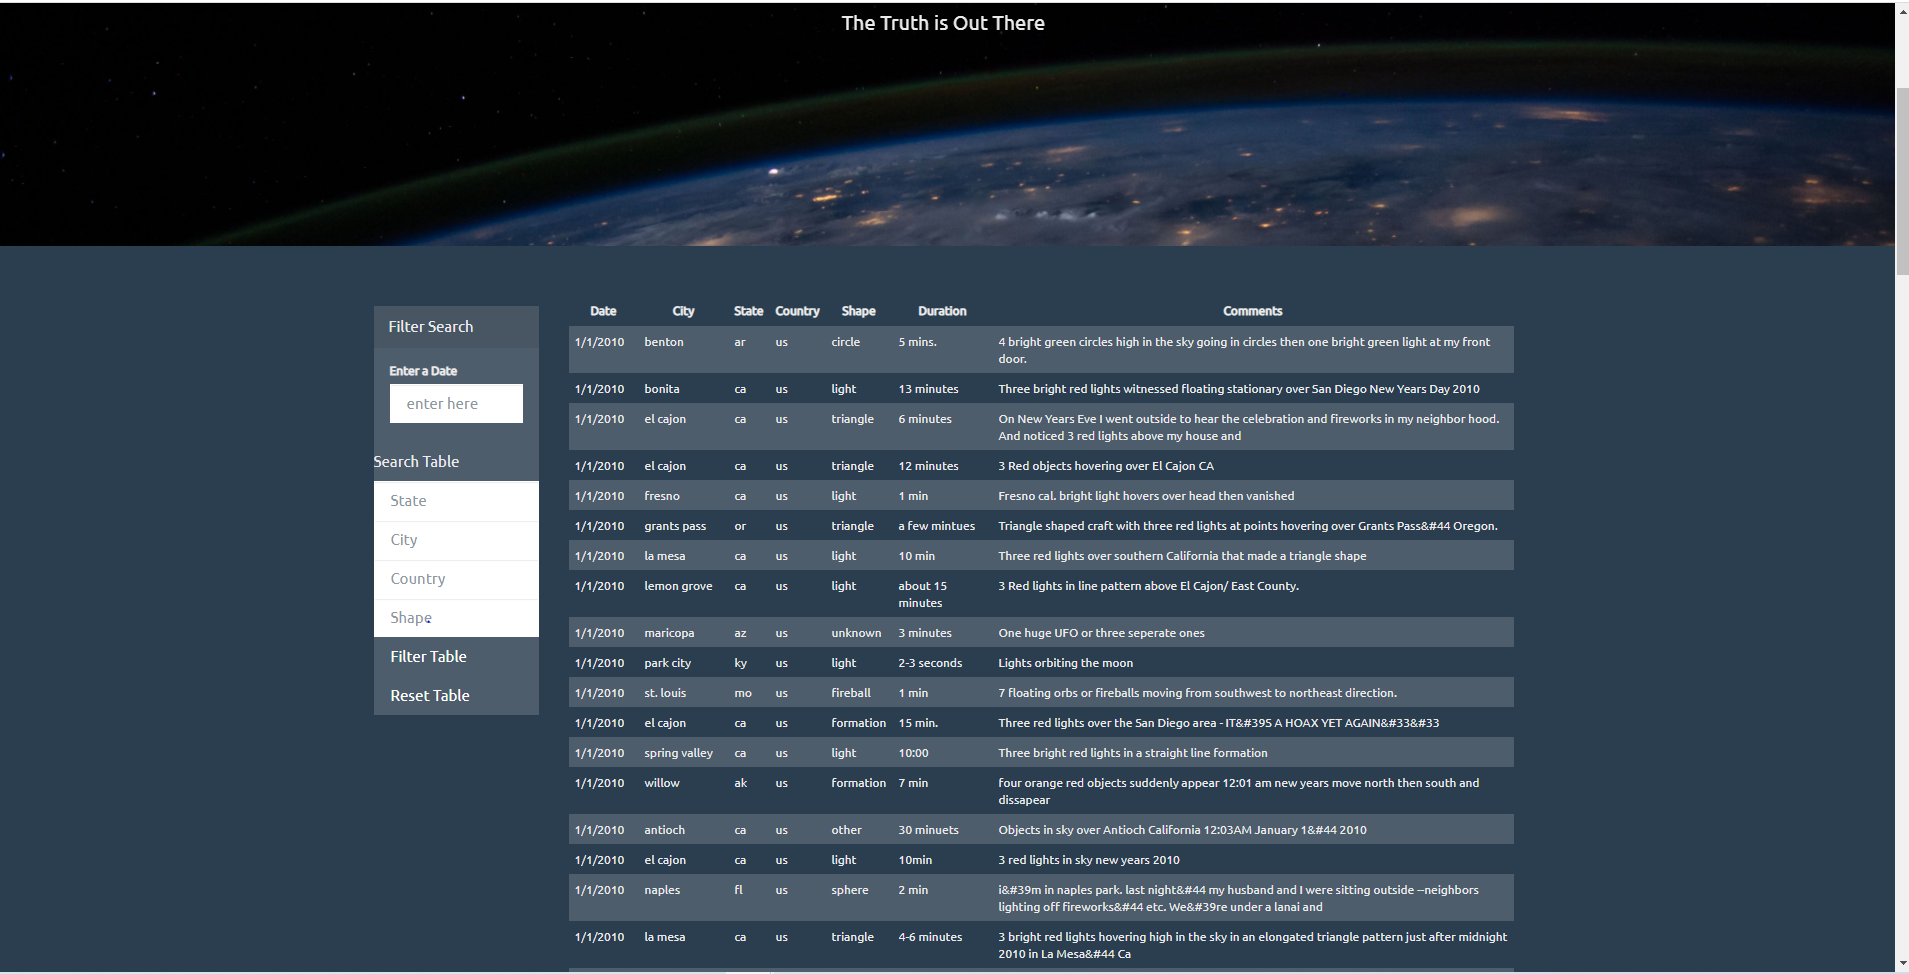 The Truth is Out There
Filter Search
Enter a Date
enter here
Search Table
State
City
Country
Shape
Filter Table
Reset Table
Date City State Country Shape Duration Comments
1/1/2010 benton ar us circle 5 mins. 4 bright green circles high in the sky going in circles then one bright green light at my front
door.
1/1/2010 bonita ca us light 13 minutes Three bright red lights witnessed floating stationary over San Diego New Years Day 2010
1/1/2010 el cajon ca us triangle 6 minutes On New Years Eve I went outside to hear the celebration and fireworks in my neighbor hood.
And noticed 3 red lights above my house and
1/1/2010 el cajon ca us triangle 12 minutes 3 Red objects hovering over El Cajon CA
1/1/2010 fresno ca us light 1 min Fresno cal. bright light hovers over head then vanished
1/1/2010 grants pass or us triangle a few mintues Triangle shaped craft with three red lights at points hovering over Grants Pass&#44 Oregon.
1/1/2010 la mesa ca us light 10 min Three red lights over southern California that made a triangle shape
1/1/2010 lemon grove ca us light about 15 3 Red lights in line pattern above El Cajon/ East County.
minutes
1/1/2010 maricopa az us unknown 3 minutes One huge UFO or three seperate ones
1/1/2010 park city ky us light 2-3 seconds Lights orbiting the moon
1/1/2010 st. louis mo us fireball 1 min 7 floating orbs or fireballs moving from southwest to northeast direction.
1/1/2010 el cajon ca us formation 15 min. Three red lights over the San Diego area - IT&#39S A HOAX YET AGAIN&#33&#33
1/1/2010 spring valley ca us light 10:00 Three bright red lights in a straight line formation
1/1/2010 willow ak us formation 7 min four orange red objects suddenly appear 12:01 am new years move north then south and
dissapear
1/1/2010 antioch ca us other 30 minuets Objects in sky over Antioch California 12:03AM January 1&#44 2010
1/1/2010 el cajon ca us light 10min 3 red lights in sky new years 2010
1/1/2010 naples fl us sphere 2 min i&#39m in naples park. last night&#44 my husband and I were sitting outside --neighbors
lighting off fireworks&#44 etc. We&#39re under a lanai and
1/1/2010 la mesa ca us triangle 4-6 minutes 3 bright red lights hovering high in the sky in an elongated triangle pattern just after midnight
2010 in La Mesa&#44 Ca